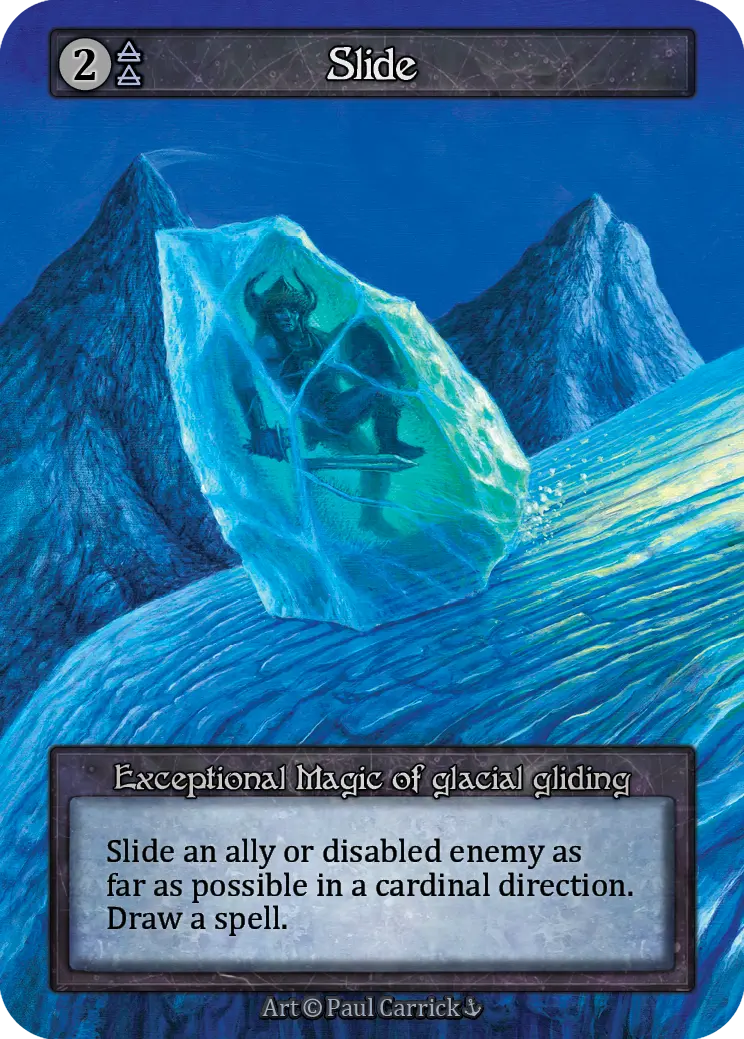 2
Slide
Exceptional Magic of glacial gliding
Slide an ally or disabled enemy as
far as possible in a cardinal direction.
Draw a spell.
Art © Paul Carrick